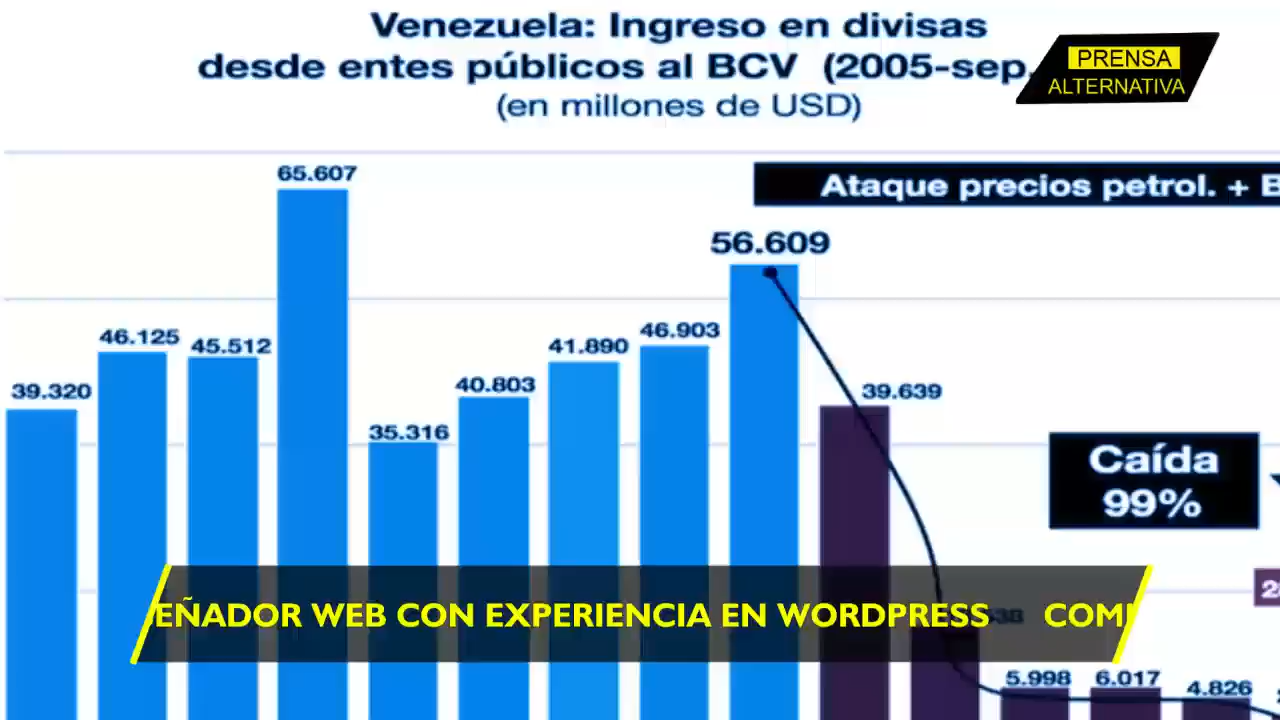 Venezuela: Ingreso en divisas
desde entes públicos al BCV (2005-sep.
(en millones de USD)
PRENSA
ALTERNATIVA
65.607
Ataque precios petrol. + B
56.609
46.125
45.512
41.890
46.903
39.320
40.803
39.639
35.316
Caída
99%
EÑADOR WEB CON EXPERIENCIA EN WORDPRESS COM
5.998
6.017
4.826